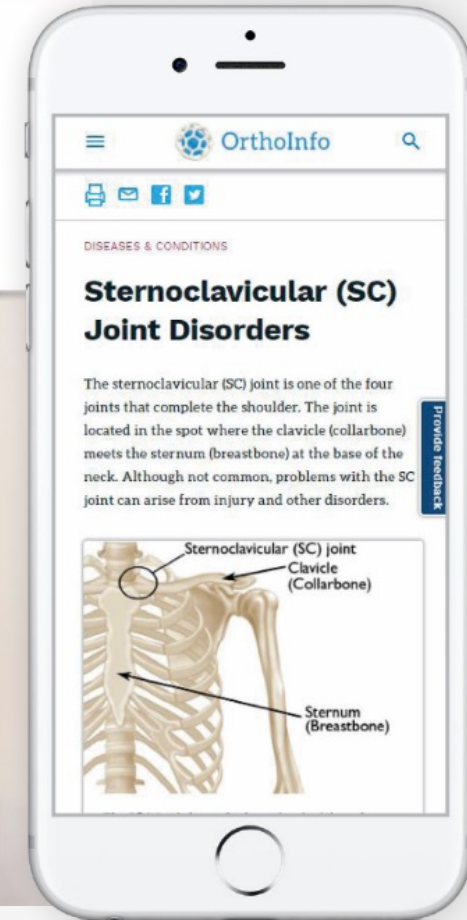 OrthoInfo
DISEASES & CONDITIONS
Sternoclavicular (SC)
Joint Disorders
The sternoclavicular (SC) joint is one of the four
joints that complete the shoulder. The joint is
located in the spot where the clavicle (collarbone)
meets the sternum (breastbone) at the base of the
neck. Although not common, problems with the SC
joint can arise from injury and other disorders.
Provide feedback
Sternoclavicular (SC) joint
Clavicle
(Collarbone)
Sternum
(Breastbone)